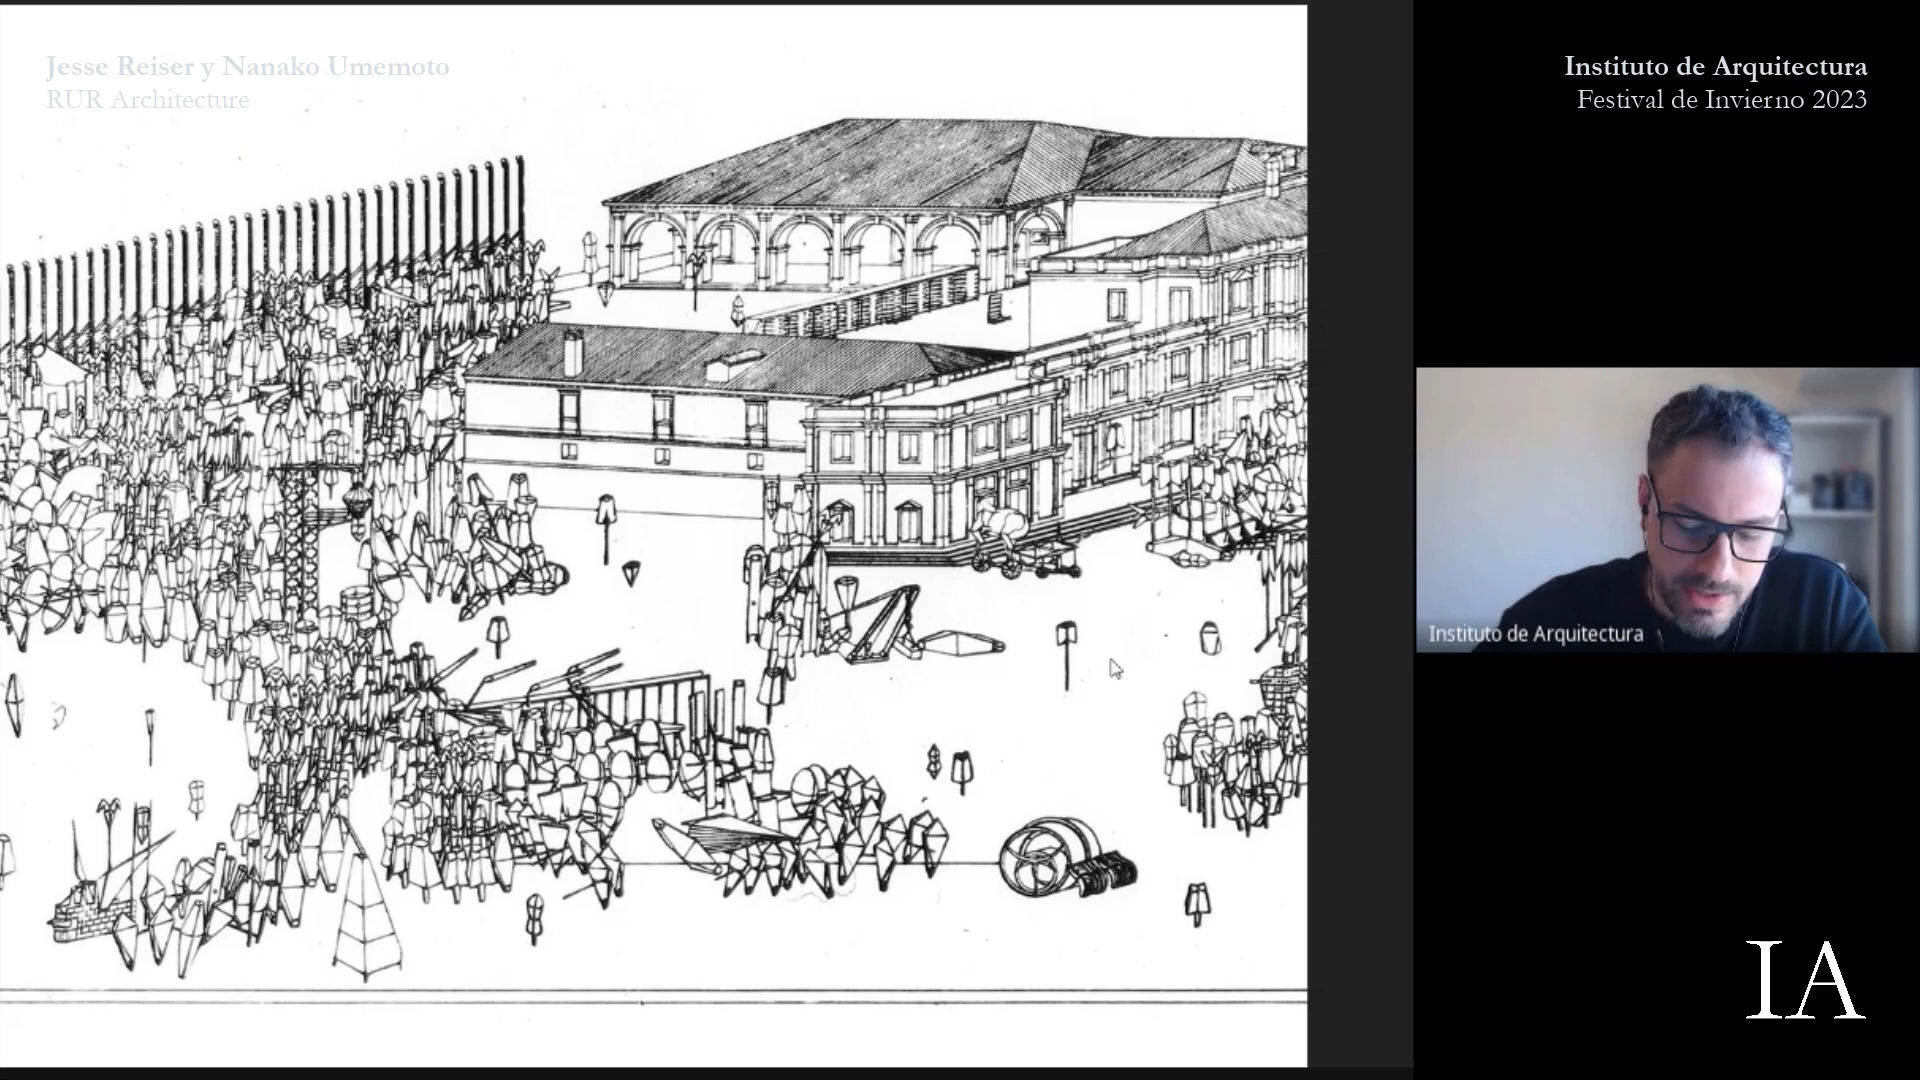 Jesse Reiser y Nanako Umemoto
RUR Architecture
Instituto de Arquitectura
Festival de Invierno 2023
Instituto de Arquitectura
IA